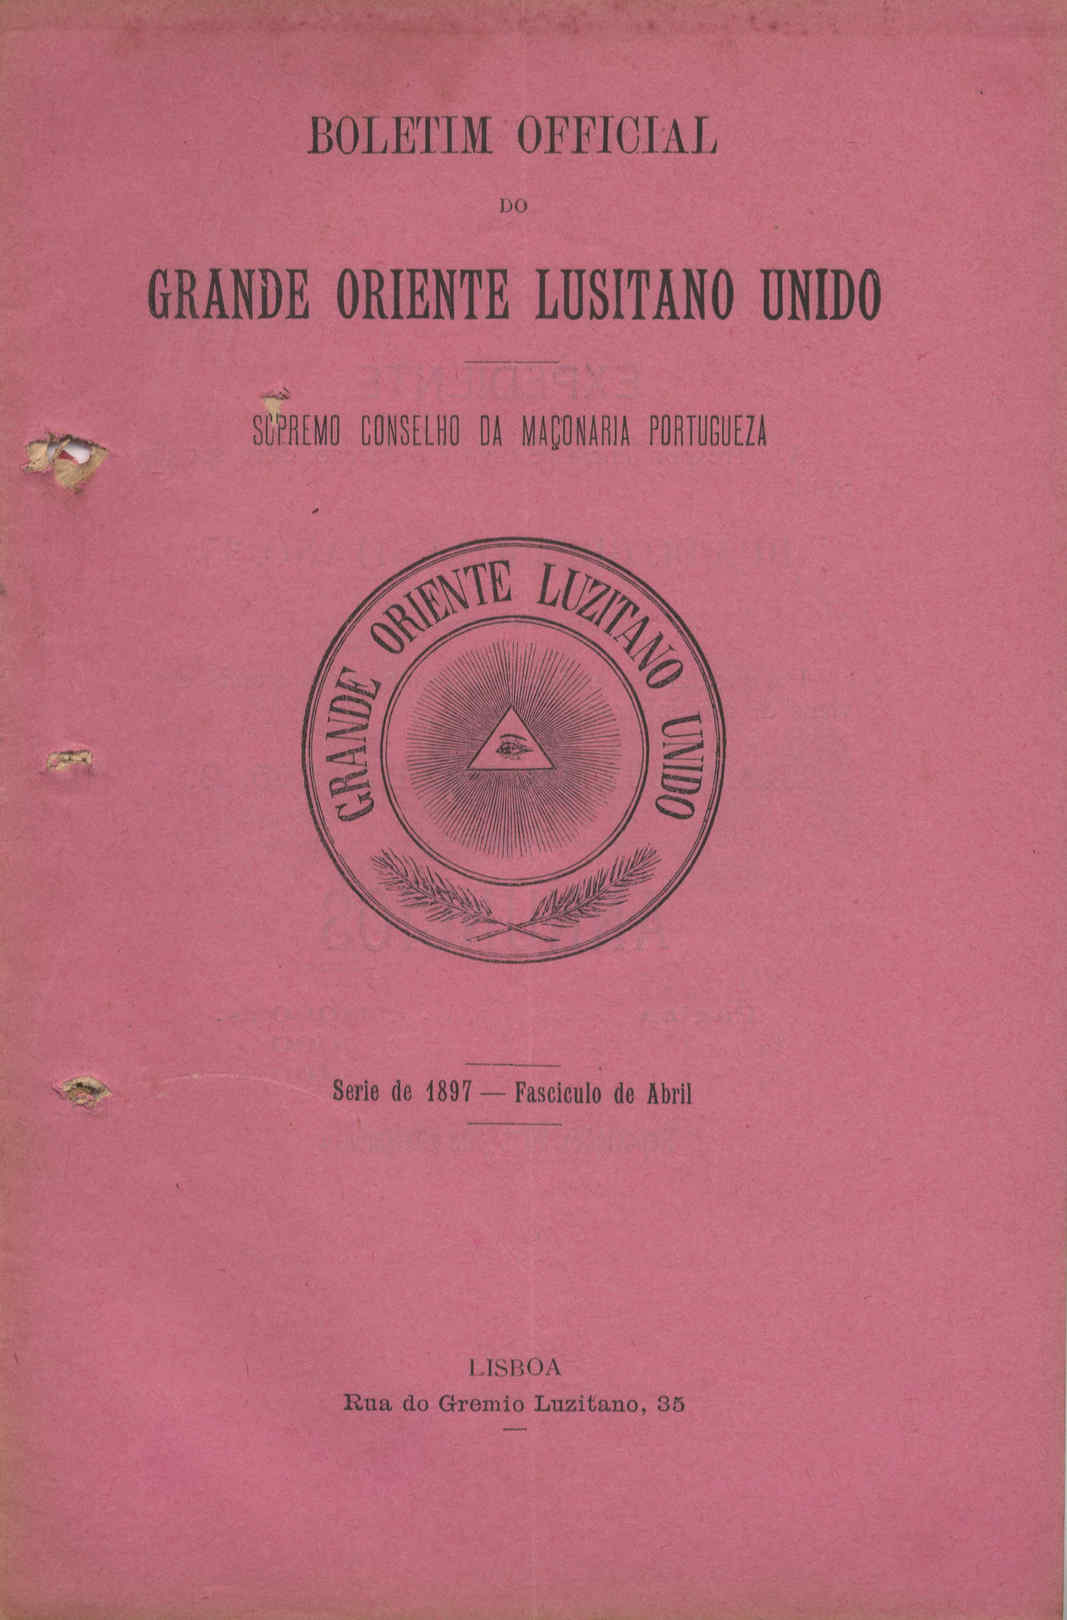 BOLETIM OFFICIAL
DO
GRANDE ORIENTE LUSITANO UNIDO
SUPREMO CONSELHO DA MAÇONARIA PORTUGUEZA
GRANDE ORIENTE LUZITANO UNIDO
Serie de 1897 — Fasciculo de Abril
LISBOA
Rua do Gremio Luzitano, 35